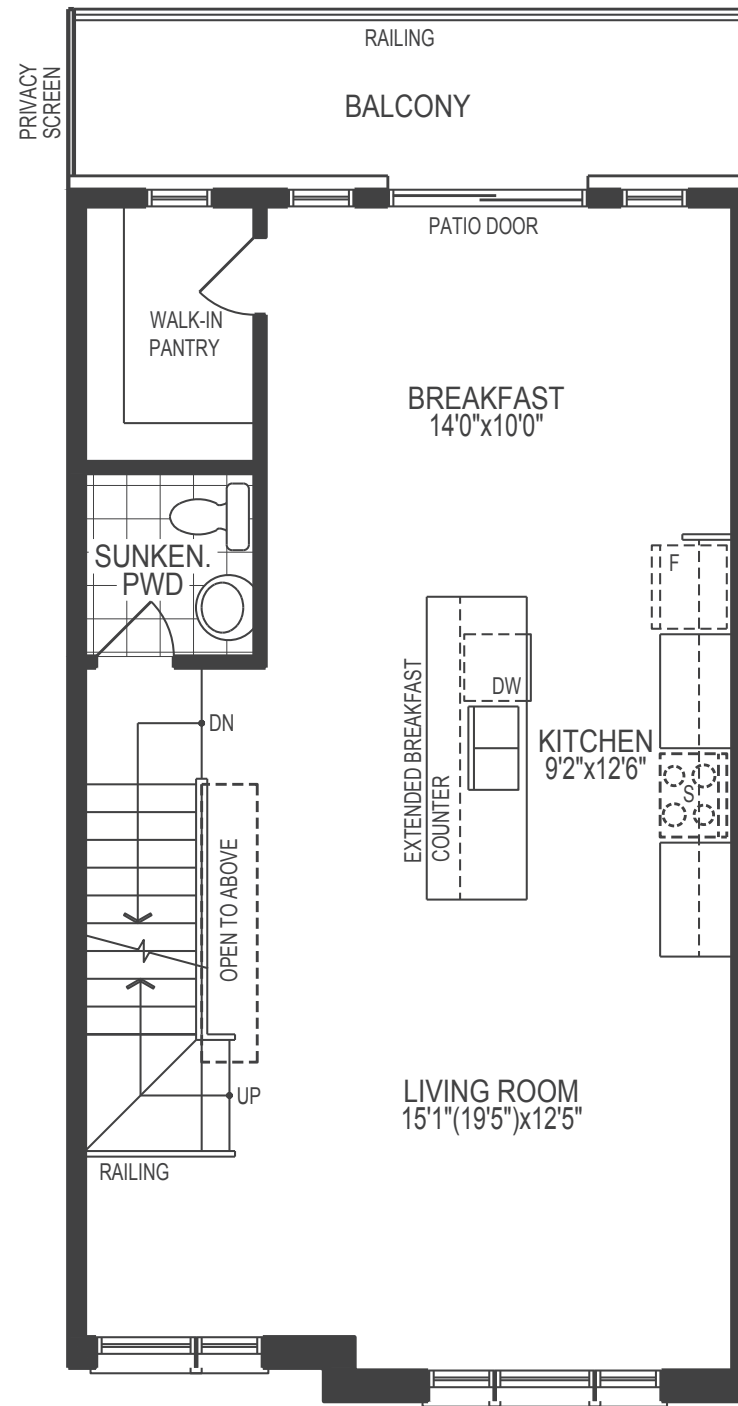 RAILING
PRIVACY
SCREEN
BALCONY
PATIO DOOR
WALK-IN
PANTRY
BREAKFAST
14'0"x10'0"
SUNKEN.
PWD
F
DW
DN
EXTENDED BREAKFAST
COUNTER
KITCHEN
9'2"x12'6"
S
OPEN TO ABOVE
UP
LIVING ROOM
15'1"(19'5")x12'5"
RAILING